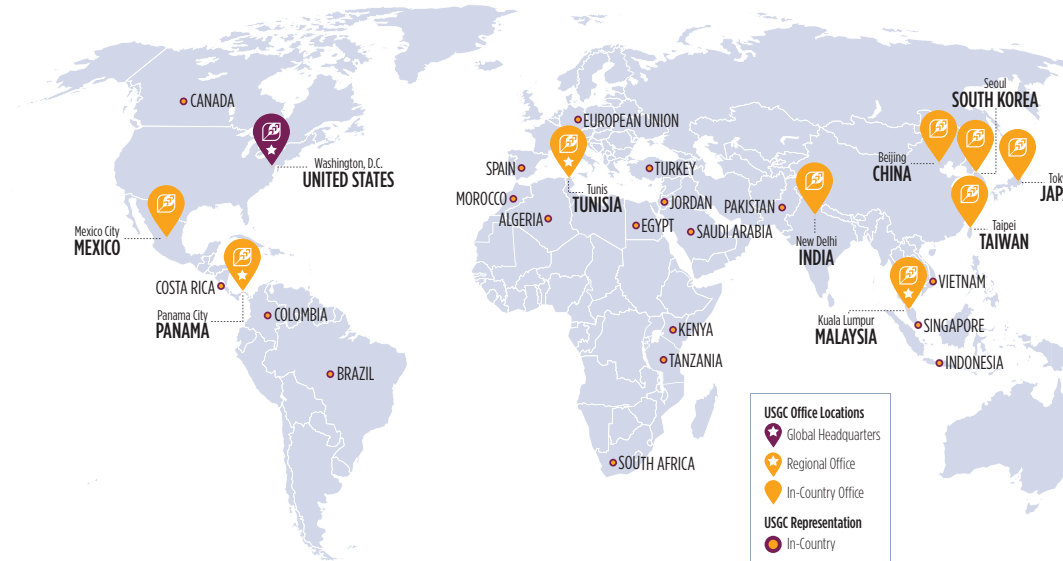 CANADA
Washington, D.C.
UNITED STATES
Mexico City
MEXICO
COSTA RICA
Panama City
PANAMA
COLOMBIA
BRAZIL
EUROPEAN UNION
SPAIN
TURKEY
MOROCCO
Tunis
TUNISIA
ALGERIA
JORDAN
EGYPT
SAUDI ARABIA
PAKISTAN
New Delhi
INDIA
Seoul
SOUTH KOREA
Beijing
CHINA
Tok
JAP
Taipei
TAIWAN
VIETNAM
Kuala Lumpur
MALAYSIA
SINGAPORE
INDONESIA
KENYA
TANZANIA
SOUTH AFRICA
USGC Office Locations
Global Headquarters
Regional Office
In-Country Office
USGC Representation
In-Country